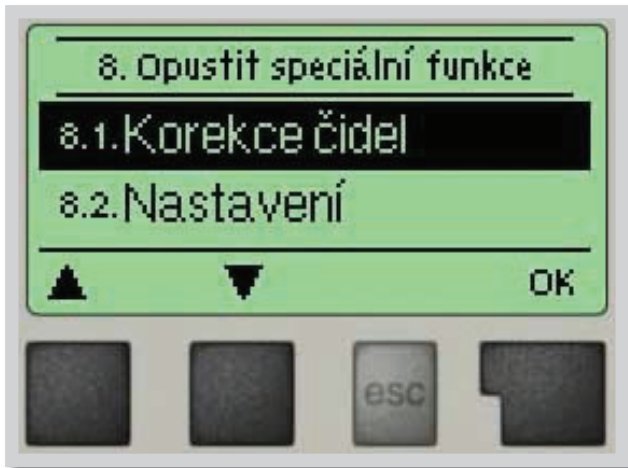 8. Opustit speciální funkce
8.1. Korekce čidel
8.2. Nastavení
OK
esc